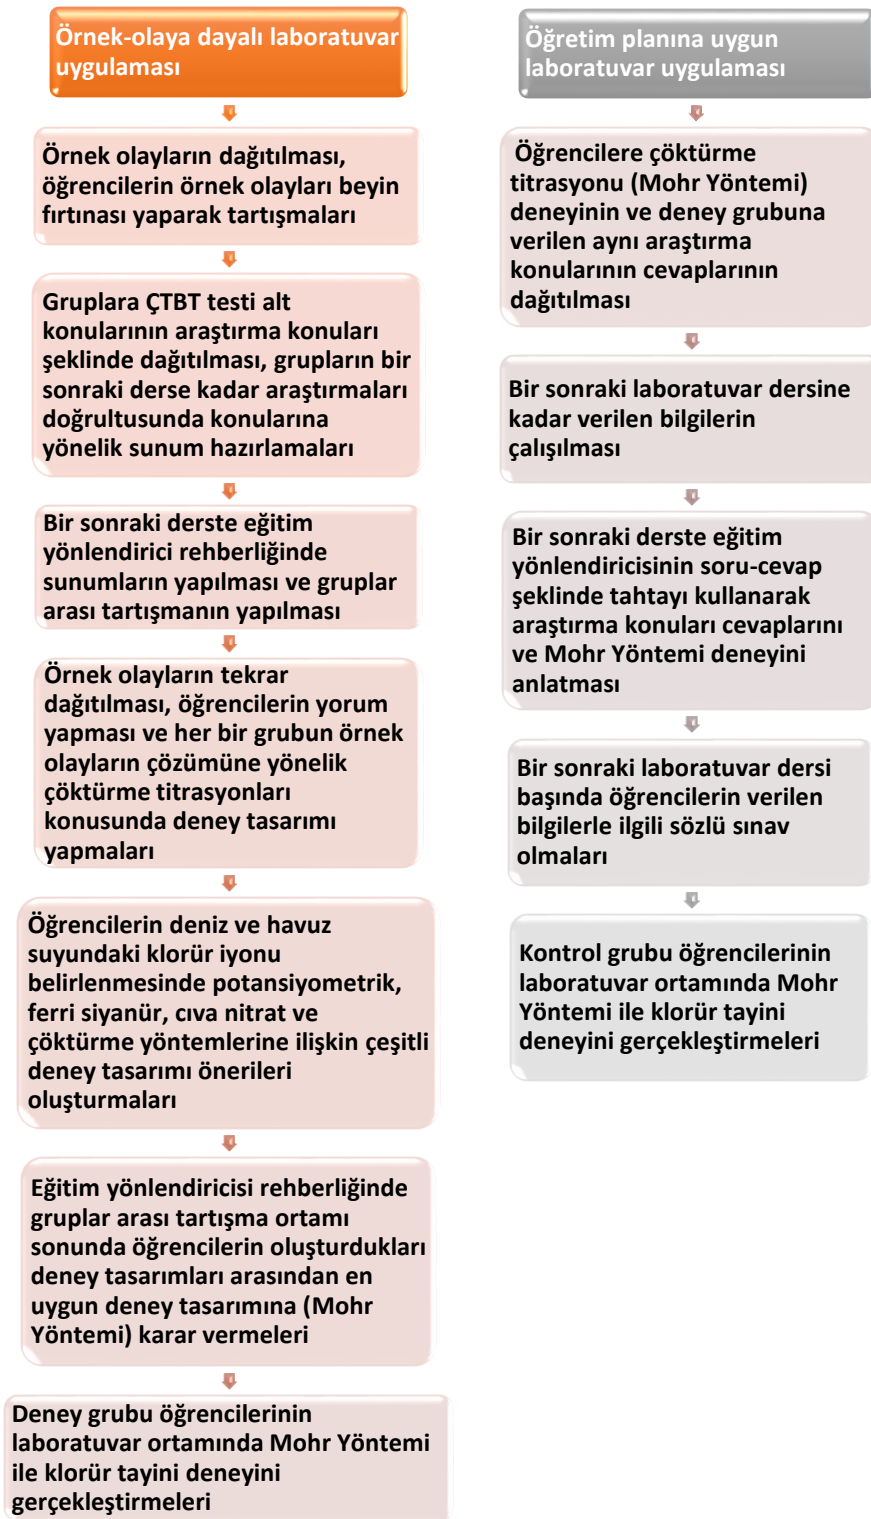 Örnek-olaya dayalı laboratuvar
uygulaması
Örnek olayların dağıtılması,
öğrencilerin örnek olayları beyin
fırtınası yaparak tartışmaları
Gruplara ÇTBT testi alt
konularının araştırma konuları
şeklinde dağıtılması, grupların bir
sonraki derse kadar araştırmaları
doğrultusunda konularına
yönelik sunum hazırlamaları
Bir sonraki derste eğitim
yönlendirici rehberliğinde
sunumların yapılması ve gruplar
arası tartışmanın yapılması
Örnek olayların tekrar
dağıtılması, öğrencilerin yorum
yapması ve her bir grubun örnek
olayların çözümüne yönelik
çöktürme titrasyonları
konusunda deney tasarımı
yapmaları
Öğrencilerin deniz ve havuz
suyundaki klorür iyonu
belirlenmesinde potansiyometrik,
ferri siyanür, cıva nitrat ve
çöktürme yöntemlerine ilişkin çeşitli
deney tasarımı önerileri
oluşturmaları
Eğitim yönlendiricisi rehberliğinde
gruplar arası tartışma ortamı
sonunda öğrencilerin oluşturdukları
deney tasarımları arasından en
uygun deney tasarımına (Mohr
Yöntemi) karar vermeleri
Deney grubu öğrencilerinin
laboratuvar ortamında Mohr Yöntemi
ile klorür tayini deneyini
gerçekleştirmeleri
Öğretim planına uygun
laboratuvar uygulaması
Öğrencilere çöktürme
titrasyonu (Mohr Yöntemi)
deneyinin ve deney grubuna
verilen aynı araştırma
konularının cevaplarının
dağıtılması
Bir sonraki laboratuvar dersine
kadar verilen bilgilerin
çalışılması
Bir sonraki derste eğitim
yönlendiricisinin soru-cevap
şeklinde tahtayı kullanarak
araştırma konuları cevaplarını
ve Mohr Yöntemi deneyini
anlatması
Bir sonraki laboratuvar dersi
başında öğrencilerin verilen
bilgilerle ilgili sözlü sınav
olmaları
Kontrol grubu öğrencilerinin
laboratuvar ortamında Mohr
Yöntemi ile klorür tayini
deneyini gerçekleştirmeleri